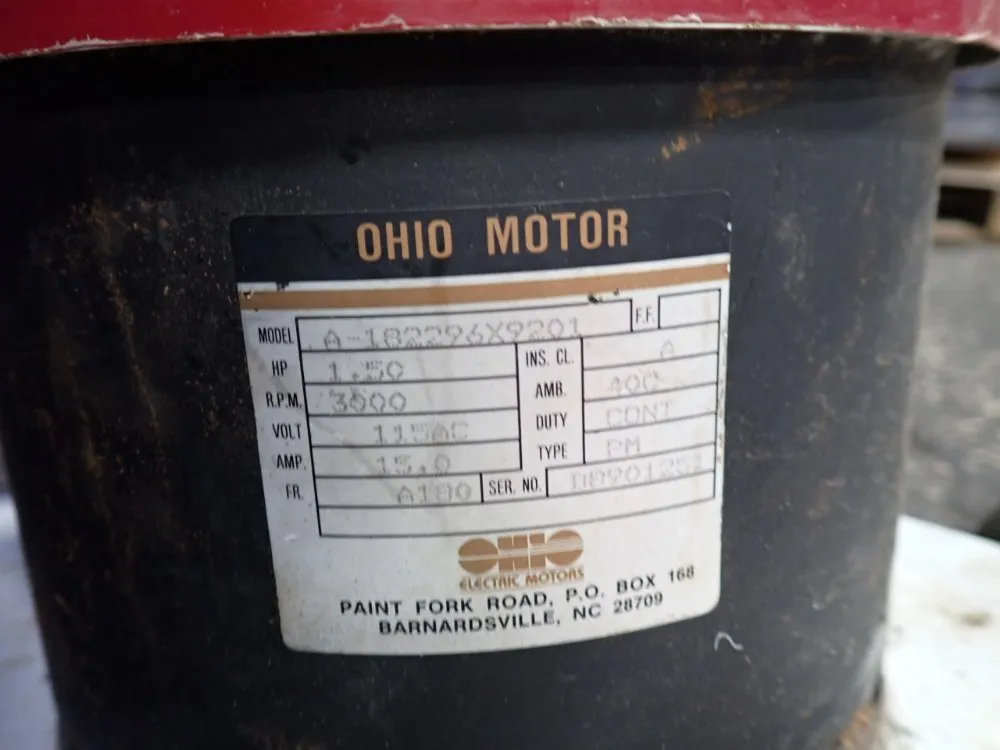 OHIO MOTOR
MODEL A-182296X9201 F.F.
HP 1.50 INS. CL. A
R.P.M. 3000 AMB. 40C
VOLT 115AC DUTY CONT
AMP. 15.0 TYPE PM
FR. A180 SER. NO. D8901251
OHIO
ELECTRIC MOTORS
PAINT FORK ROAD, P.O. BOX 168
BARNARDSVILLE, NC 28709